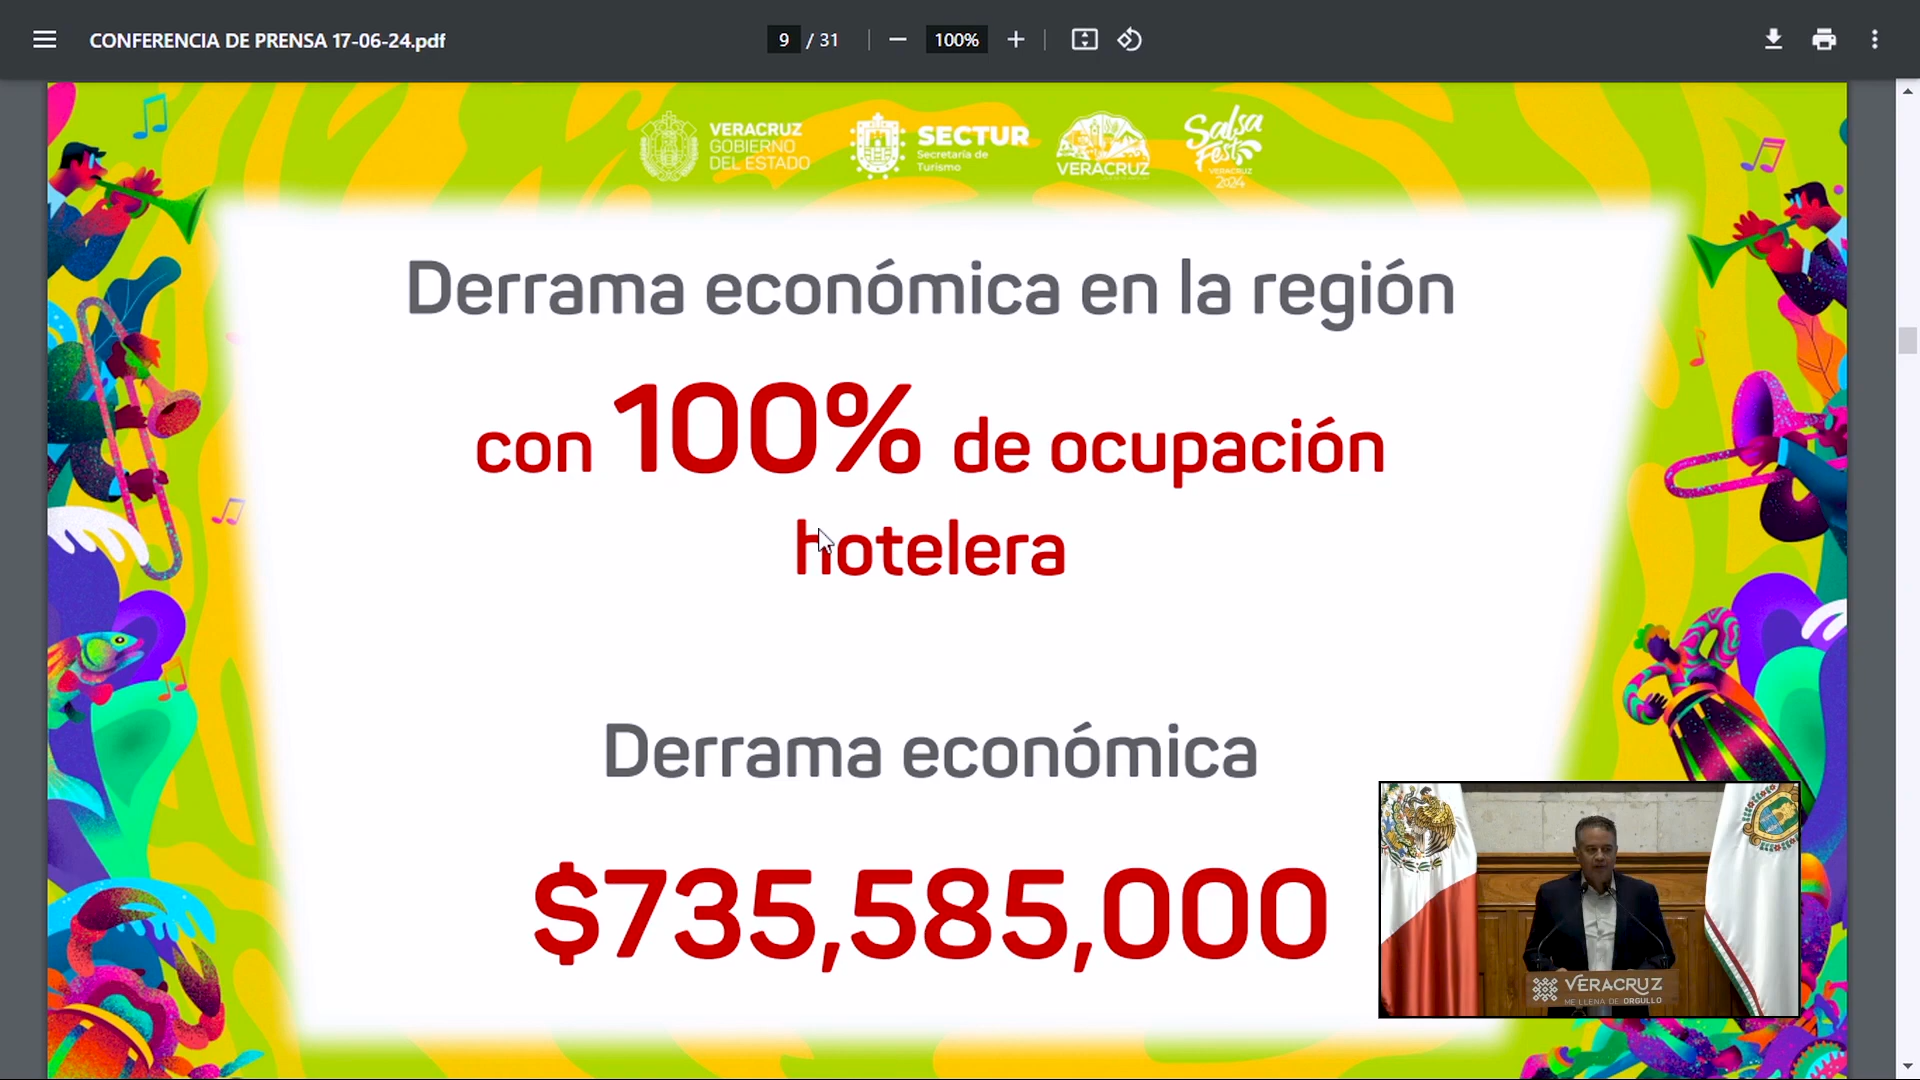 CONFERENCIA DE PRENSA 17-06-24.pdf
9 / 31
100%
VERACRUZ
GOBIERNO
DEL ESTADO
SECTUR
Secretaría de
Turismo
VERACRUZ
Salsa
Fest
VERACRUZ
2024
Derrama económica en la región
con 100% de ocupación
hotelera
Derrama económica
$735,585,000
VERACRUZ
ME LLENA DE ORGULLO